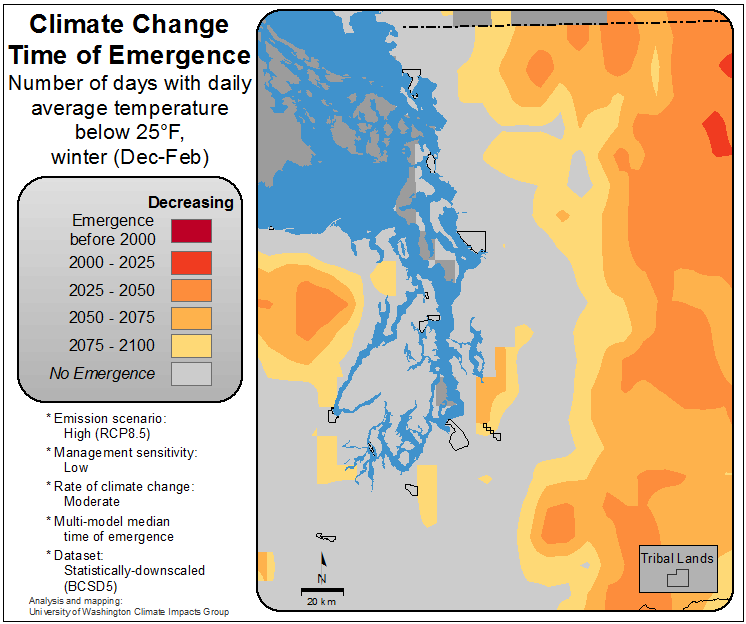 Climate Change
Time of Emergence
Number of days with daily
average temperature
below 25°F,
winter (Dec-Feb)
Decreasing
Emergence
before 2000
2000 - 2025
2025 - 2050
2050 - 2075
2075 - 2100
No Emergence
* Emission scenario:
High (RCP8.5)
* Management sensitivity:
Low
* Rate of climate change:
Moderate
* Multi-model median
time of emergence
* Dataset:
Statistically-downscaled
(BCSD5)
Analysis and mapping:
University of Washington Climate Impacts Group
N
20 km
Tribal Lands